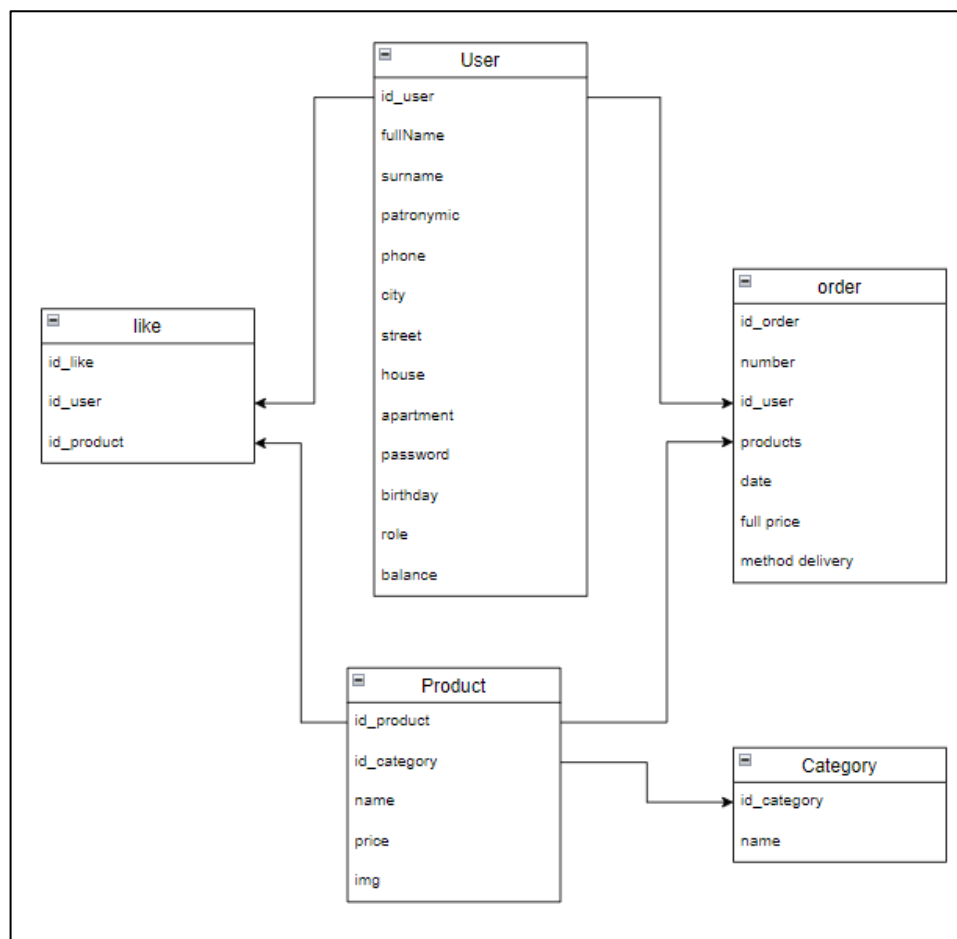 User
id_user
fullName
surname
patronymic
phone
city
street
house
apartment
password
birthday
role
balance
like
id_like
id_user
id_product
order
id_order
number
id_user
products
date
full price
method delivery
Product
id_product
id_category
name
price
img
Category
id_category
name